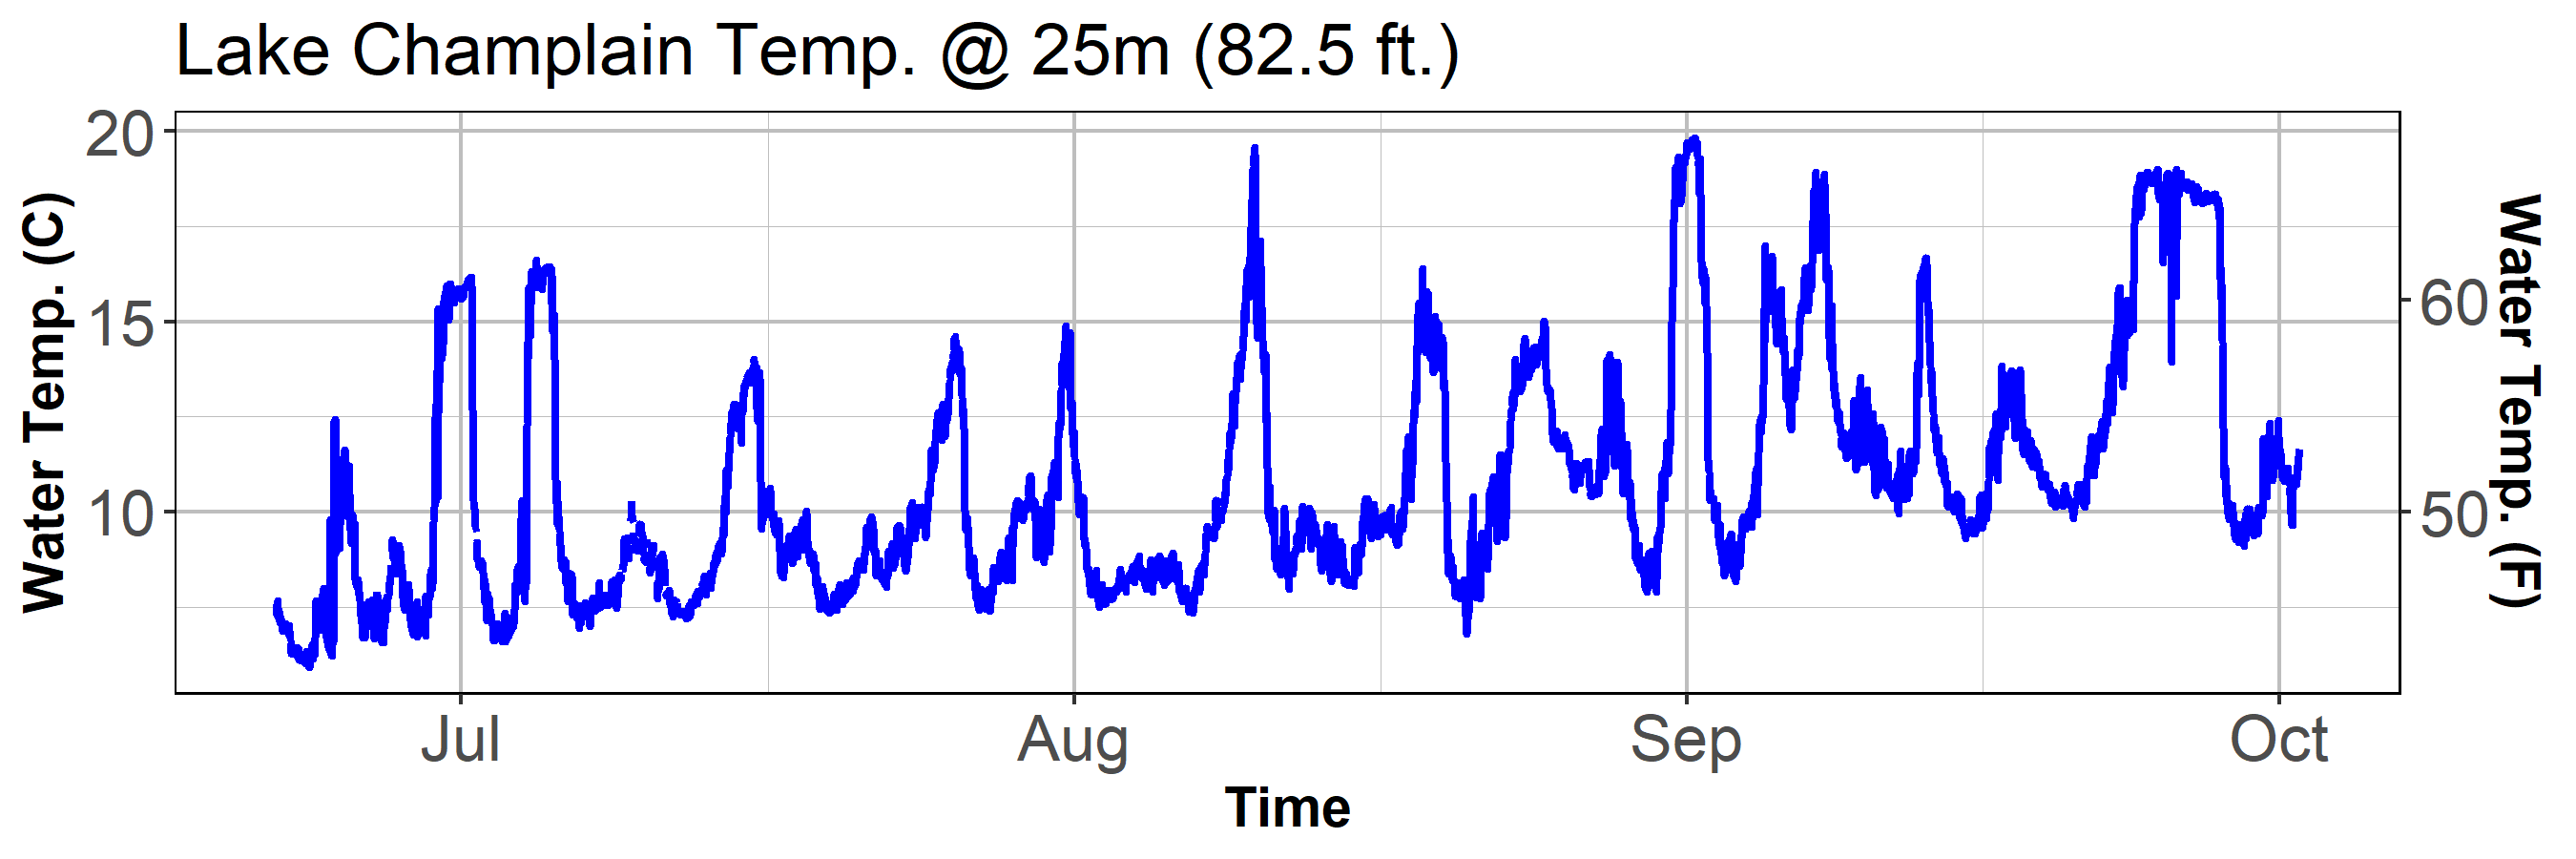 Lake Champlain Temp. @ 25m (82.5 ft.)
20
15
10
Water Temp. (C)
60
50
Water Temp. (F)
Jul Aug Sep Oct
Time